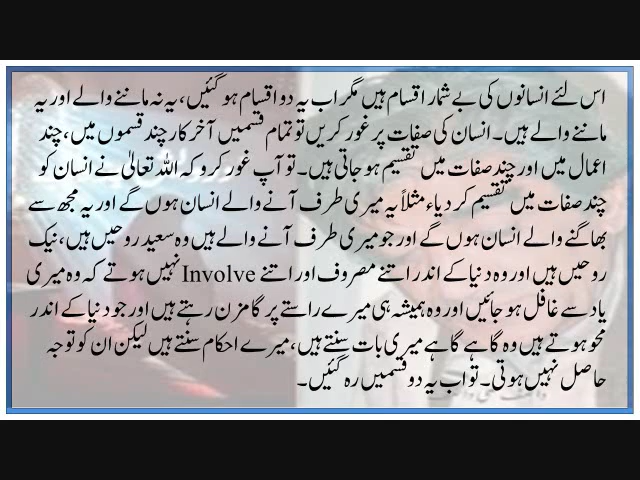 اس لئے انسانوں کی بے شمار اقسام ہیں مگر اب یہ دو اقسام ہو گئیں، یہ نہ ماننے والے اور یہ
ماننے والے ہیں۔ انسان کی صفات پر غور کریں تو تمام قسمیں آخر کار چند قسموں میں، چند
اعمال میں اور چند صفات میں تقسیم ہو جاتی ہیں۔ تو آپ غور کرو کہ اللہ تعالیٰ نے انسان کو
چند صفات میں تقسیم کر دیاء مثلاً یہ میری طرف آنے والے انسان ہوں گے اور یہ مجھ سے
بھاگنے والے انسان ہوں گے اور جو میری طرف آنے والے ہیں وہ سعید روحیں ہیں، نیک
روحیں ہیں اور وہ دنیا کے اندر اتنے مصروف اور اتنے Involve نہیں ہوتے کہ وہ میری
یاد سے غافل ہو جائیں اور وہ ہمیشہ ہی میرے راستے پر گامزن رہتے ہیں اور جو دنیا کے اندر
محو ہوتے ہیں وہ گاہے گاہے میری بات سنتے ہیں، میرے احکام سنتے ہیں لیکن ان کو توجہ
حاصل نہیں ہوتی۔ تو اب یہ دو قسمیں رہ گئیں۔